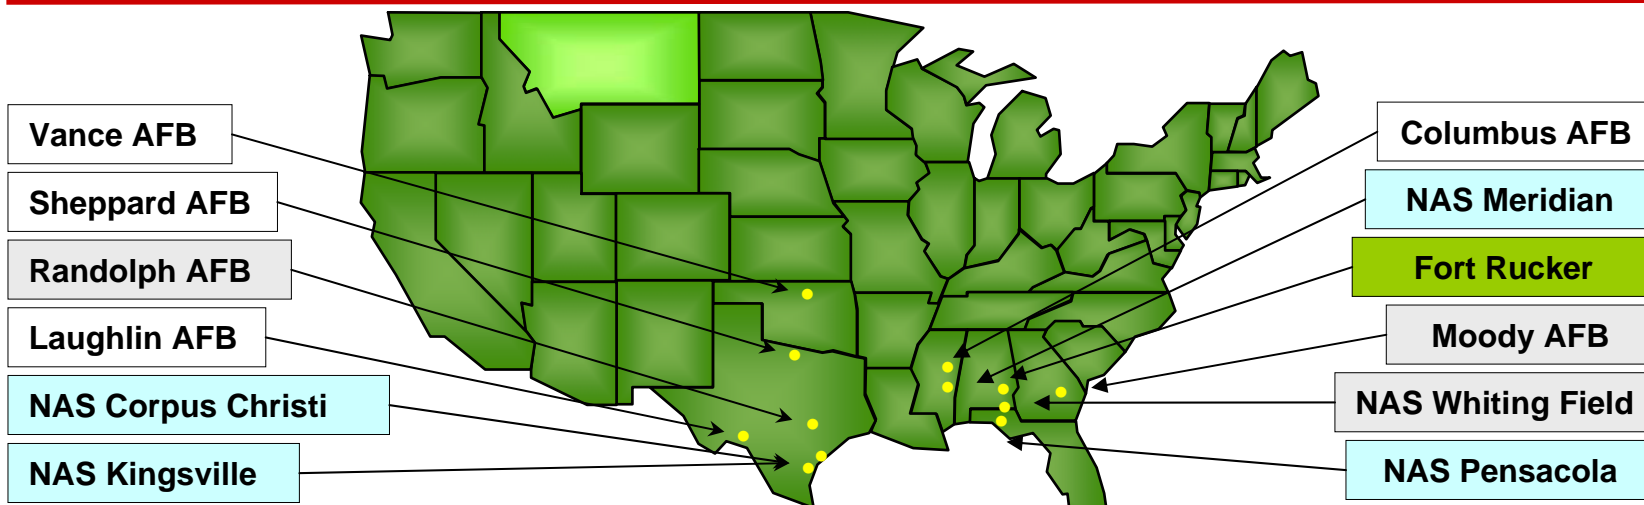 Vance AFB
Sheppard AFB
Randolph AFB
Laughlin AFB
NAS Corpus Christi
NAS Kingsville
Columbus AFB
NAS Meridian
Fort Rucker
Moody AFB
NAS Whiting Field
NAS Pensacola